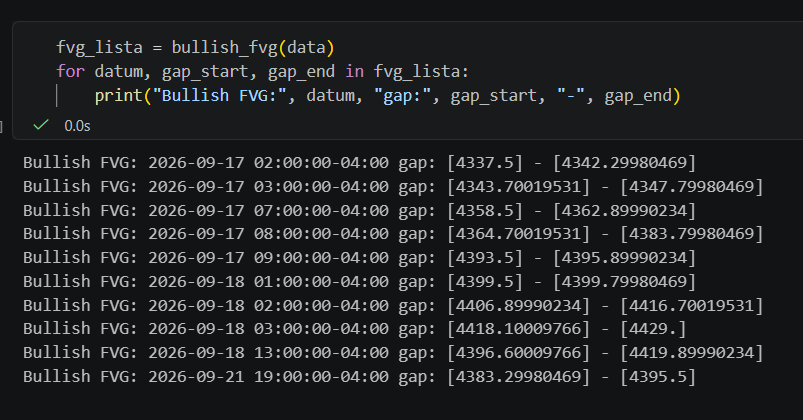 fvg_lista = bullish_fvg(data)
for datum, gap_start, gap_end in fvg_lista:
    print("Bullish FVG:", datum, "gap:", gap_start, "-", gap_end)
] ✓ 0.0s
Bullish FVG: 2026-09-17 02:00:00-04:00 gap: [4337.5] - [4342.29980469]
Bullish FVG: 2026-09-17 03:00:00-04:00 gap: [4343.70019531] - [4347.79980469]
Bullish FVG: 2026-09-17 07:00:00-04:00 gap: [4358.5] - [4362.89990234]
Bullish FVG: 2026-09-17 08:00:00-04:00 gap: [4364.70019531] - [4383.79980469]
Bullish FVG: 2026-09-17 09:00:00-04:00 gap: [4393.5] - [4395.89990234]
Bullish FVG: 2026-09-18 01:00:00-04:00 gap: [4399.5] - [4399.79980469]
Bullish FVG: 2026-09-18 02:00:00-04:00 gap: [4406.89990234] - [4416.70019531]
Bullish FVG: 2026-09-18 03:00:00-04:00 gap: [4418.10009766] - [4429.]
Bullish FVG: 2026-09-18 13:00:00-04:00 gap: [4396.60009766] - [4419.89990234]
Bullish FVG: 2026-09-21 19:00:00-04:00 gap: [4383.29980469] - [4395.5]